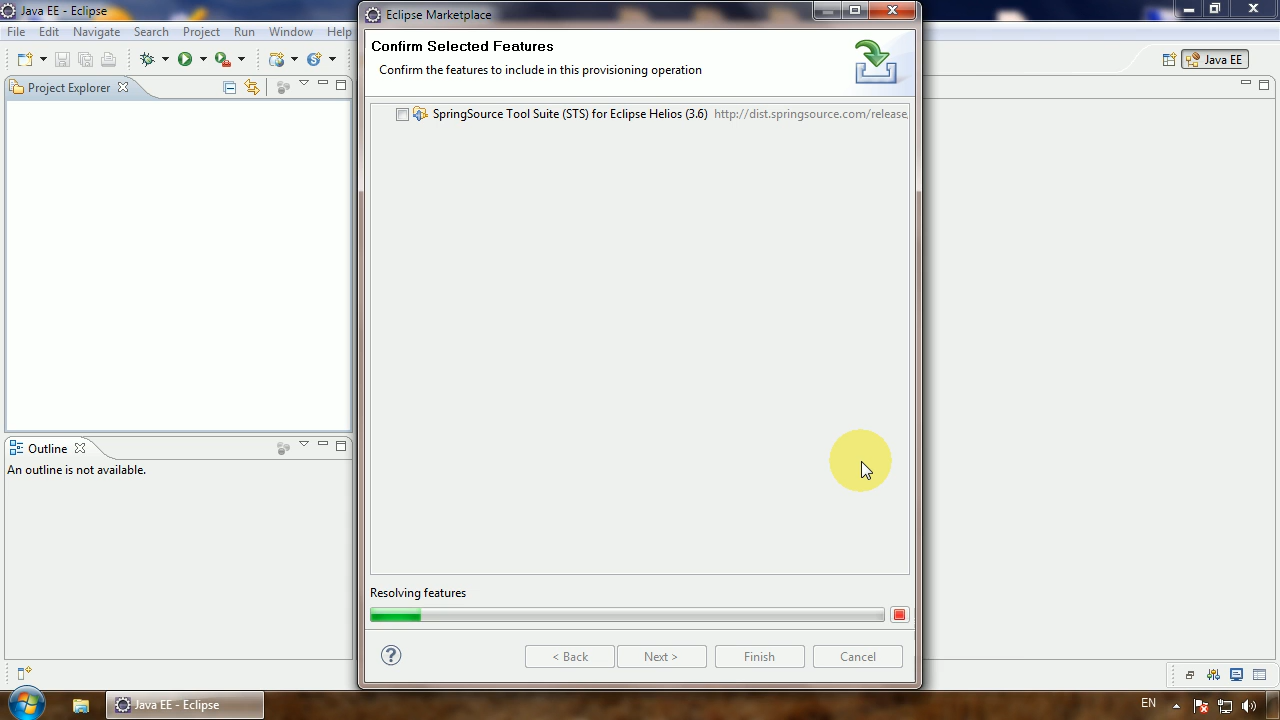 Java EE - Eclipse
File Edit Navigate Search Project Run Window Help
Java EE
Project Explorer
Outline
An outline is not available.
Eclipse Marketplace
Confirm Selected Features
Confirm the features to include in this provisioning operation
SpringSource Tool Suite (STS) for Eclipse Helios (3.6) http://dist.springsource.com/release/
Resolving features
< Back Next > Finish Cancel
Java EE - Eclipse
EN